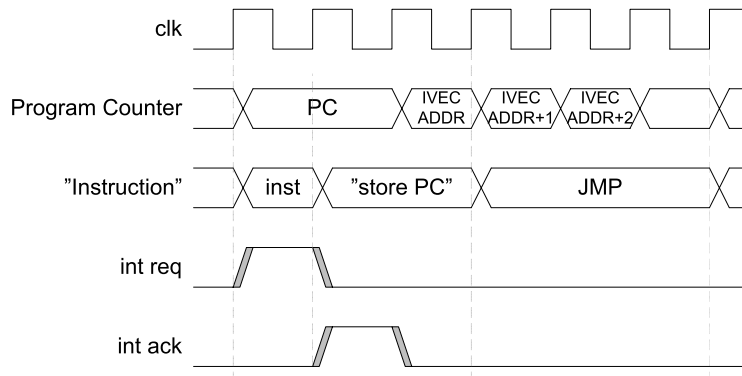 clk
Program Counter
PC
IVEC
ADDR
IVEC
ADDR+1
IVEC
ADDR+2
”Instruction”
inst
”store PC”
JMP
int req
int ack